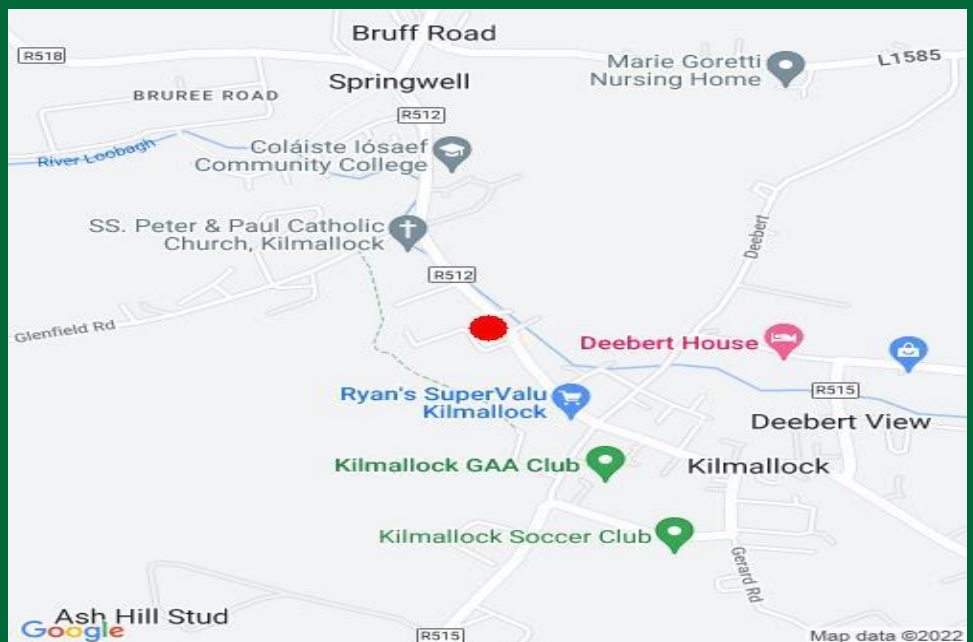 Bruff Road
R518
Marie Goretti
Nursing Home
L1585
Springwell
BRUREE ROAD
R512
River Loobagh
Coláiste Iósaef
Community College
SS. Peter & Paul Catholic
Church, Kilmallock
Deebert
R512
Glenfield Rd
Deebert House
Ryan's SuperValu
Kilmallock
R515
Deebert View
Kilmallock GAA Club
Kilmallock
Kilmallock Soccer Club
Gerard Rd
Ash Hill Stud
Google
R515
Map data ©2022